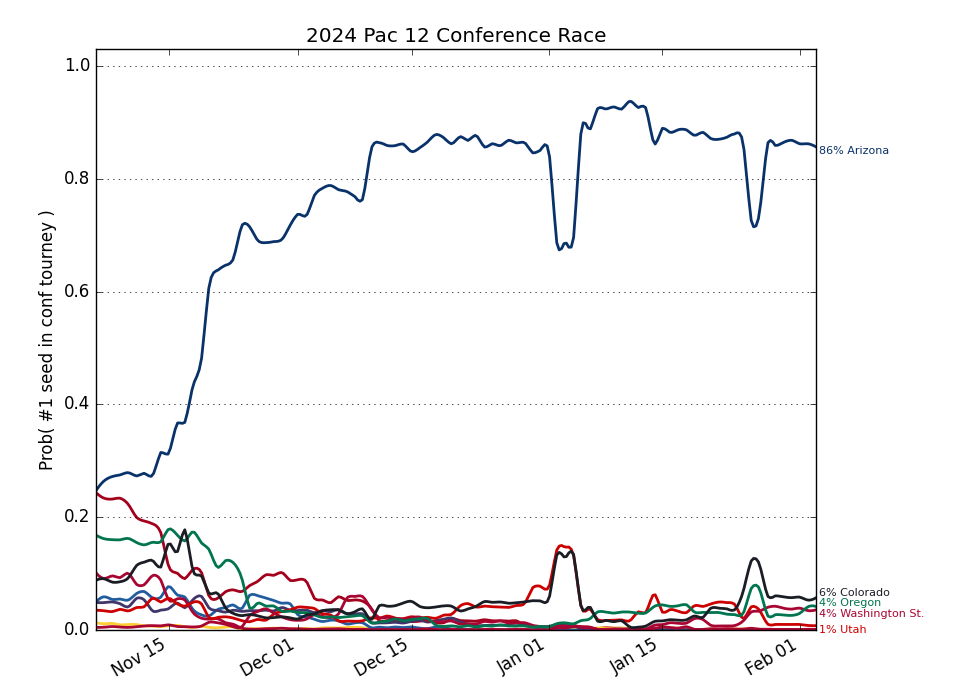 2024 Pac 12 Conference Race
Prob( #1 seed in conf tourney )
1.0
0.8
0.6
0.4
0.2
0.0
Nov 15
Dec 01
Dec 15
Jan 01
Jan 15
Feb 01
86% Arizona
6% Colorado
4% Oregon
4% Washington St.
1% Utah